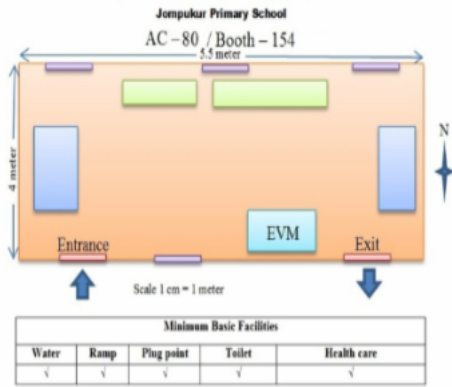 Jompukur Primary School
AC – 80 / Booth – 154
5.5 meter
4 meter
N
EVM
Entrance
Exit
Scale 1 cm = 1 meter
Minimum Basic Facilities
Water Ramp Plug point Toilet Health care
√ √ √ √ √